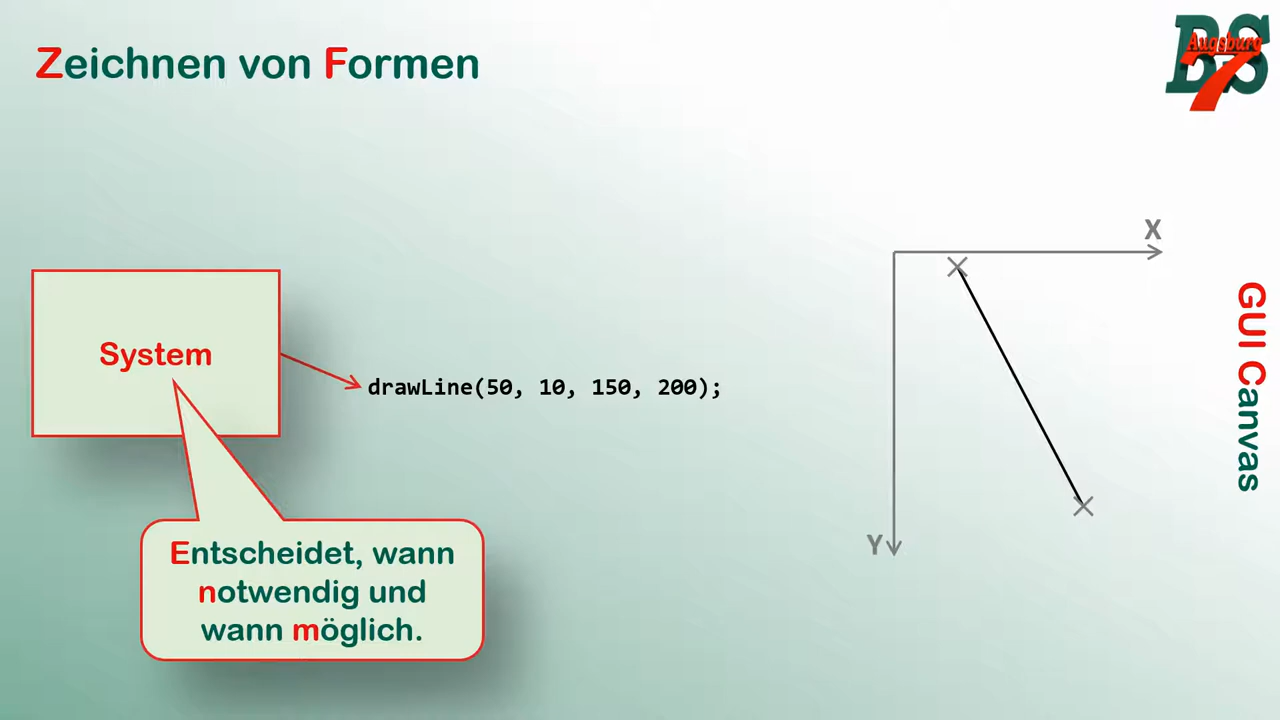 Zeichnen von Formen
BS
Augsburg
7
X
System
drawLine(50, 10, 150, 200);
GUI Canvas
Y
Entscheidet, wann
notwendig und
wann möglich.